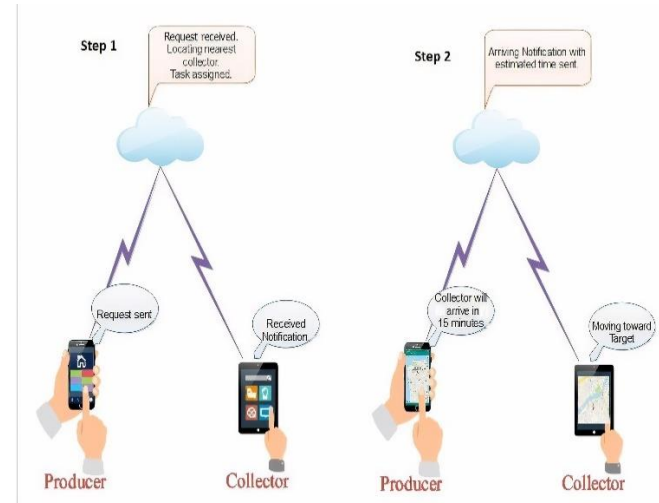 Step 1
Request received.
Locating nearest
collector.
Task assigned.
Request sent
Received
Notification
Producer
Collector
Step 2
Arriving Notification with
estimated time sent.
Collector will
arrive in
15 minutes
Moving toward
Target
Producer
Collector